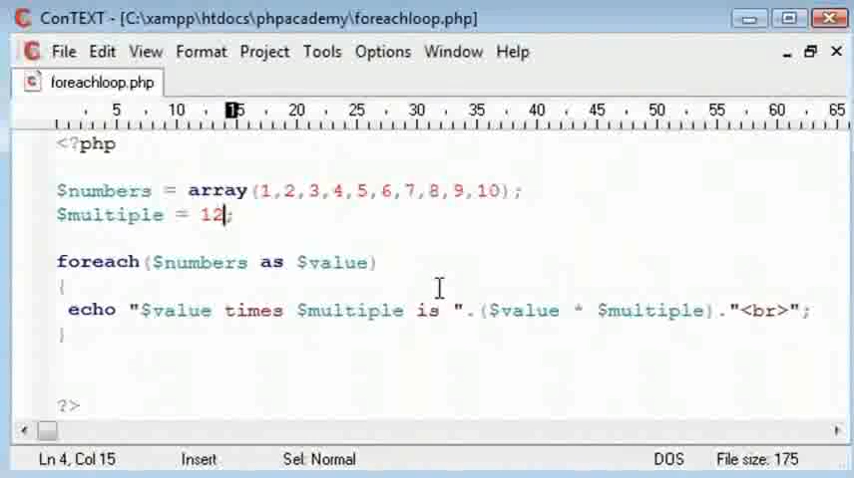 ConTEXT - [C:\xampp\htdocs\phpacademy\foreachloop.php]
File Edit View Format Project Tools Options Window Help
foreachloop.php
5 10 15 20 25 30 35 40 45 50 55 60 65
<?php
$numbers = array(1,2,3,4,5,6,7,8,9,10);
$multiple = 12;
foreach($numbers as $value)
{
echo "$value times $multiple is ".($value * $multiple)."<br>";
}
?>
Ln 4, Col 15 Insert Sel: Normal DOS File size: 175